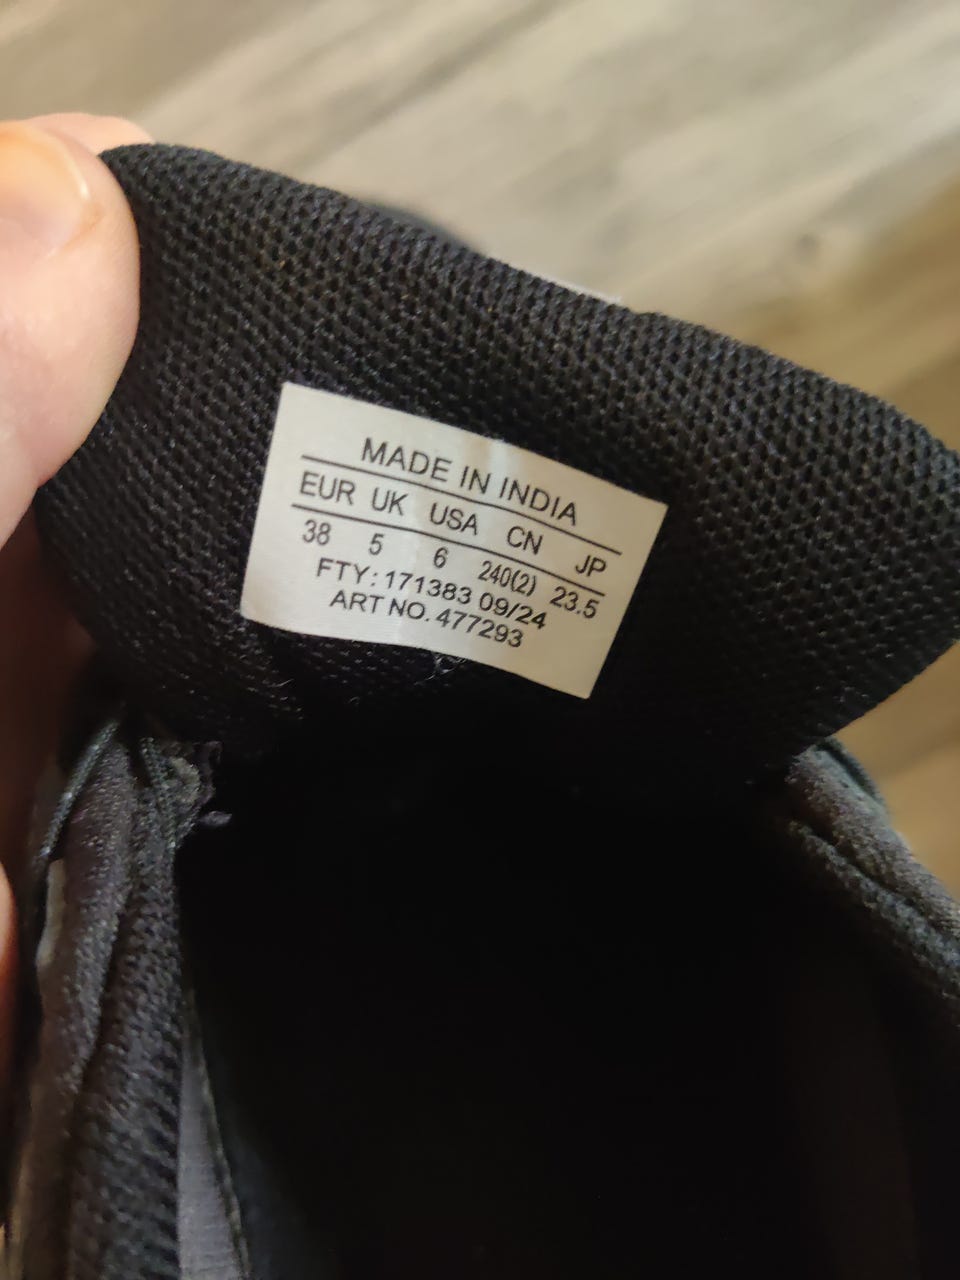 MADE IN INDIA
EUR UK USA CN JP
38 5 6 240(2) 23.5
FTY: 171383 09/24
ART NO. 477293